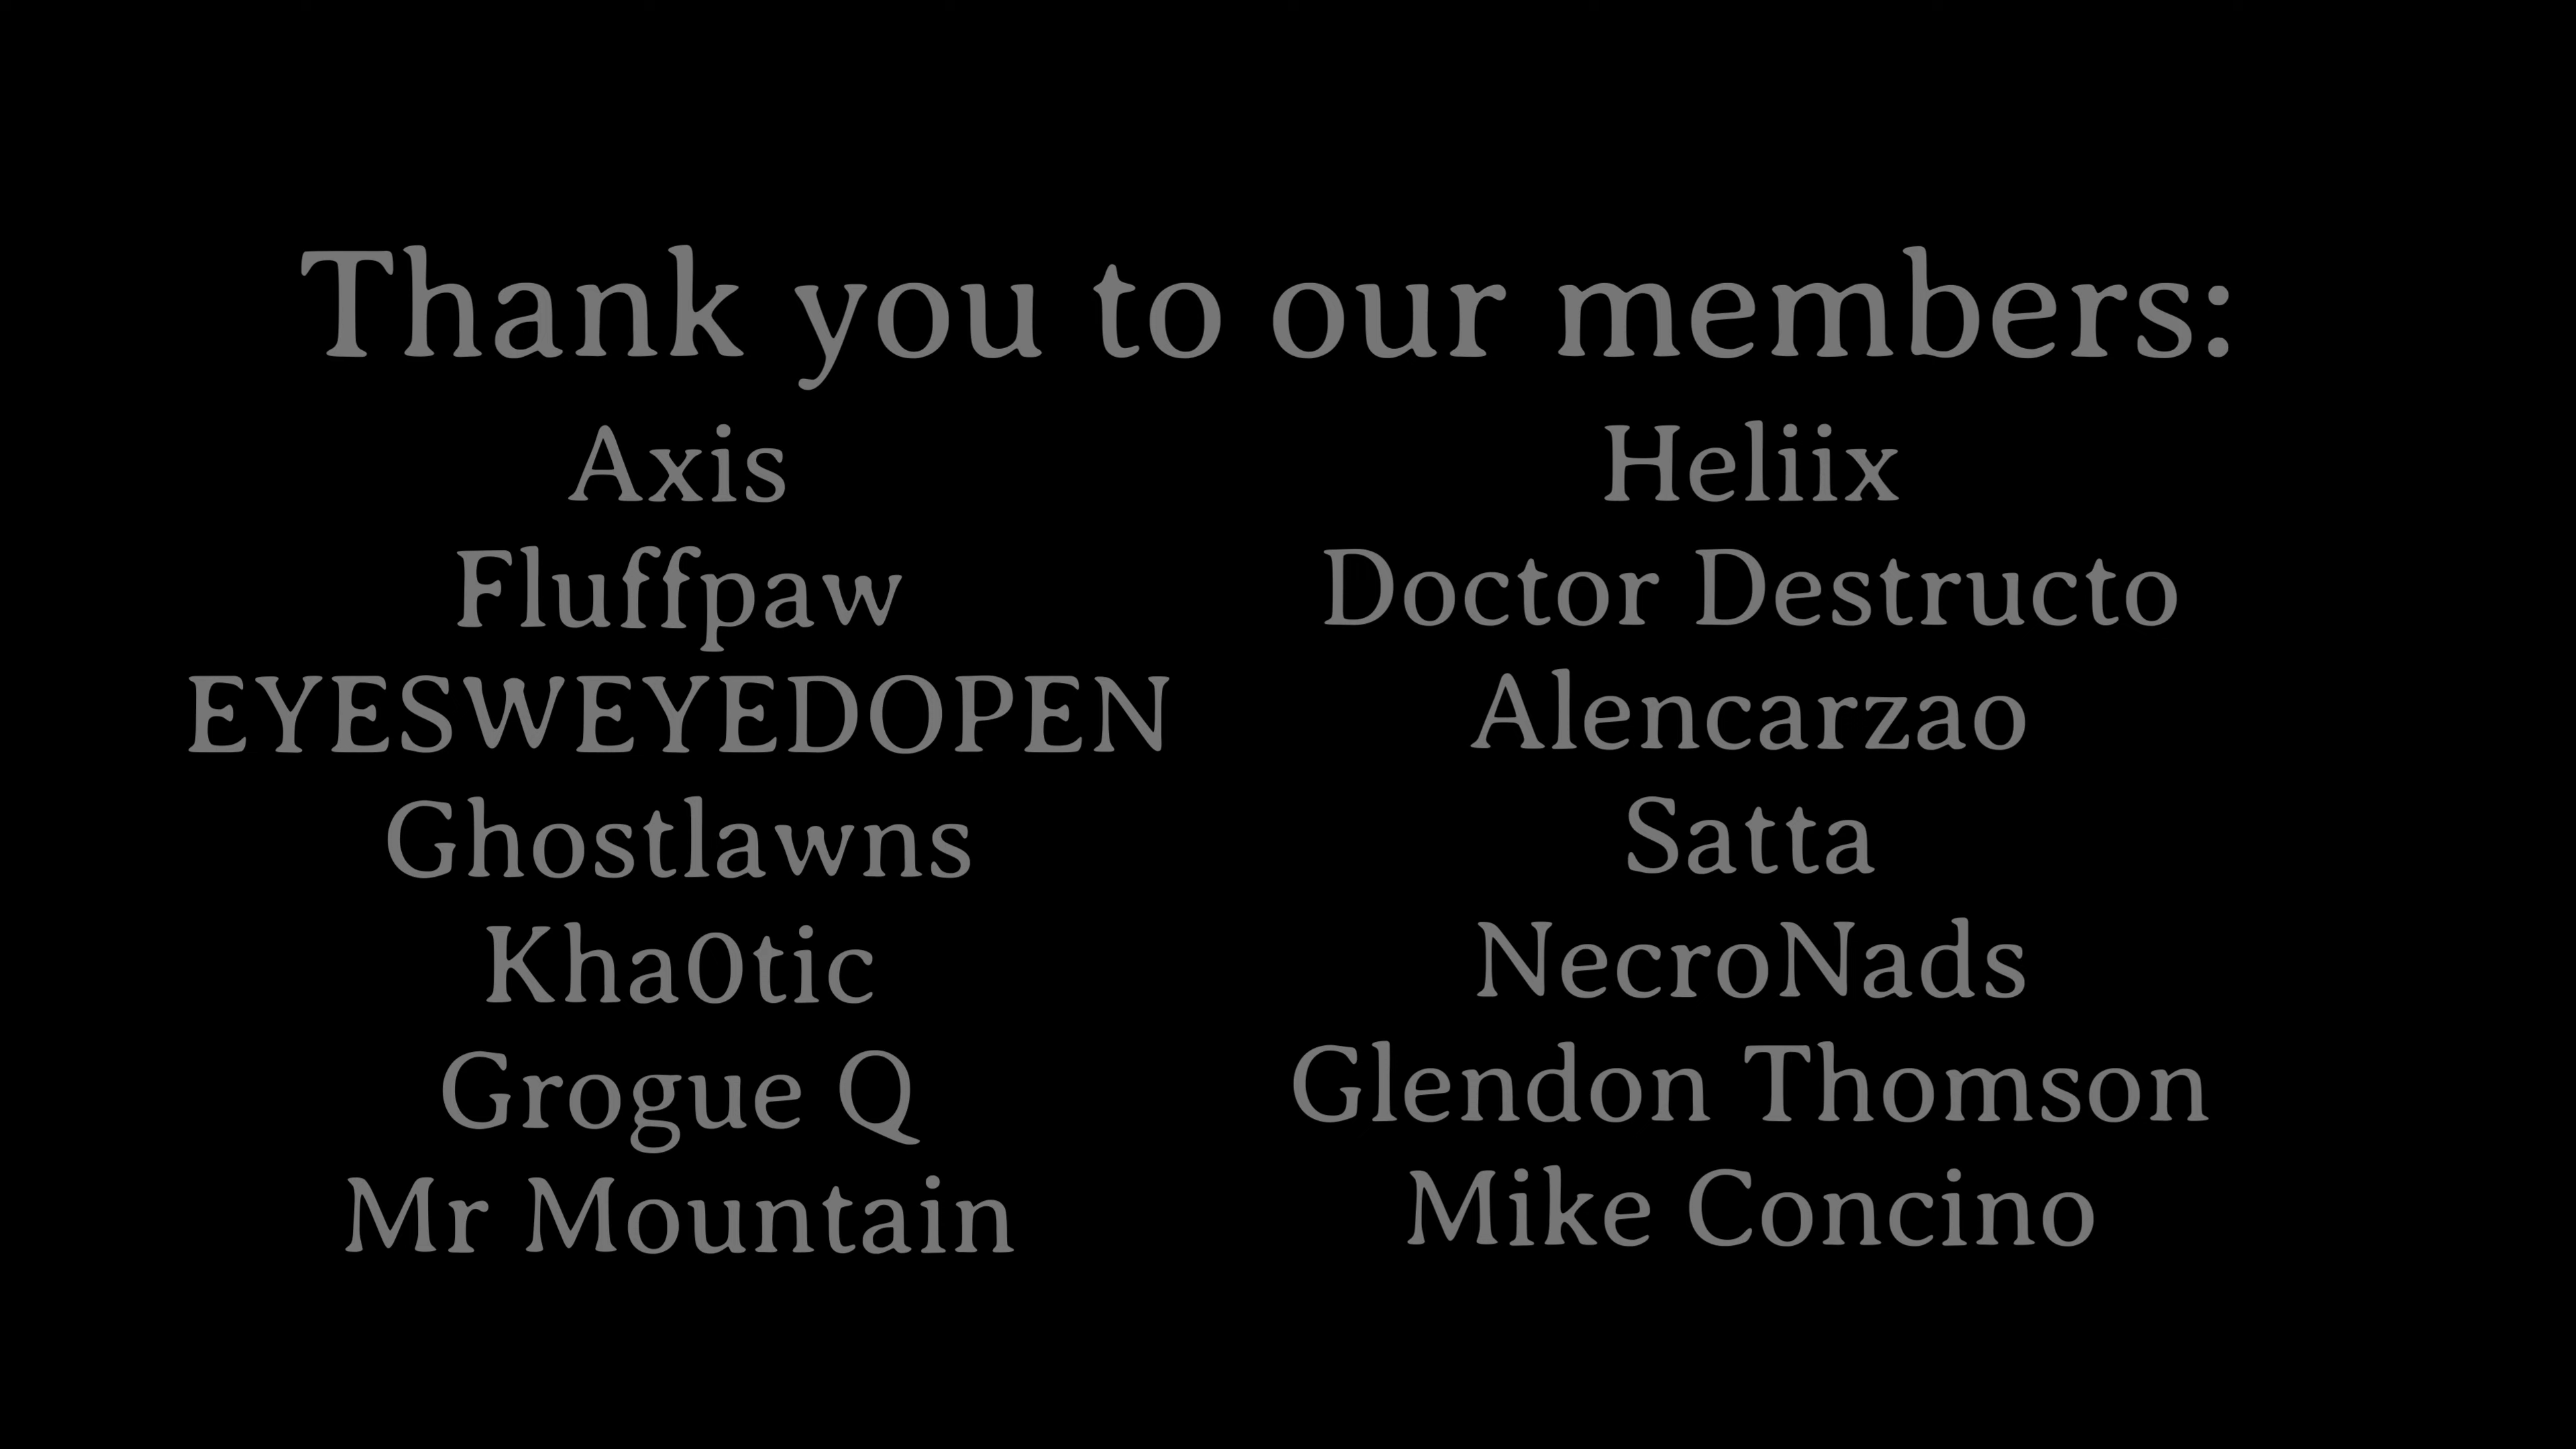 Thank you to our members:
Axis
Fluffpaw
EYESWEYEDOPEN
Ghostlawns
Kha0tic
Grogue Q
Mr Mountain
Heliix
Doctor Destructo
Alencarzao
Satta
NecroNads
Glendon Thomson
Mike Concino